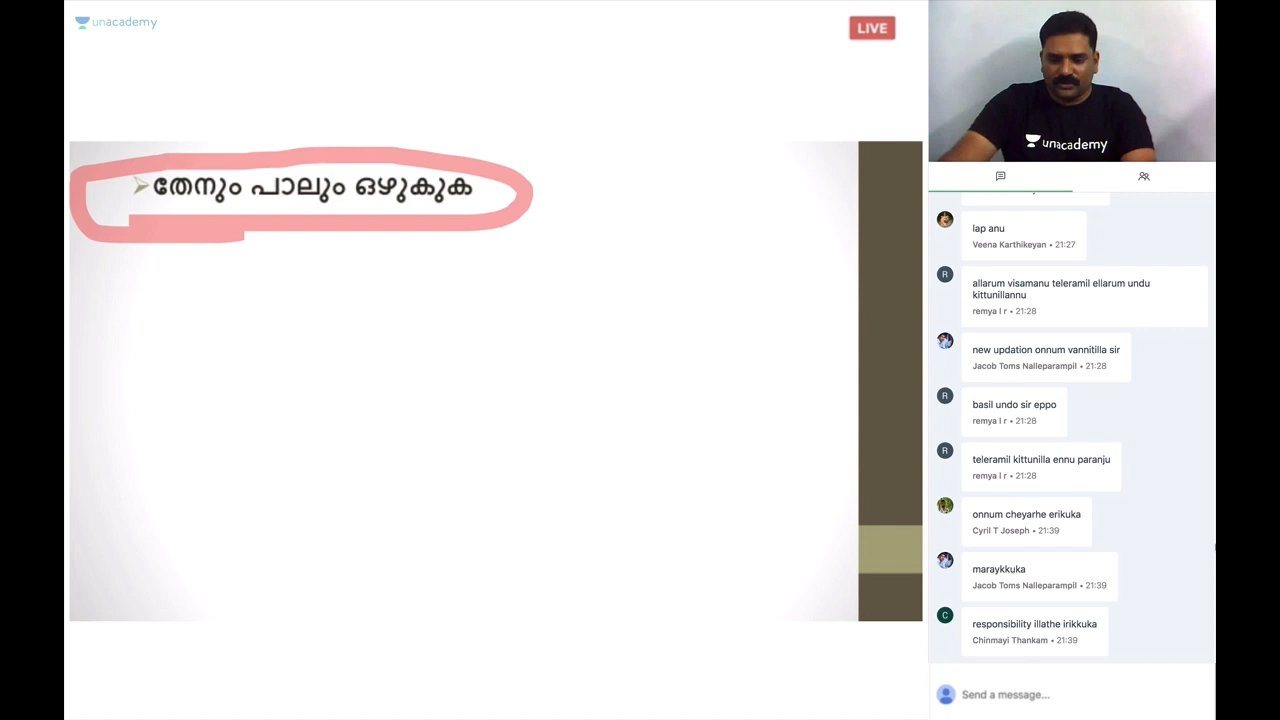 unacademy
LIVE
തേനും പാലും ഒഴുകുക
unacademy
lap anu
Veena Karthikeyan • 21:27
R
allarum visamanu teleramil ellarum undu
kittunillannu
remya l r • 21:28
new updation onnum vannitilla sir
Jacob Toms Nalleparampil • 21:28
R
basil undo sir eppo
remya l r • 21:28
R
teleramil kittunilla ennu paranju
remya l r • 21:28
onnum cheyarhe erikuka
Cyril T Joseph • 21:39
maraykkuka
Jacob Toms Nalleparampil • 21:39
C
responsibility illathe irikkuka
Chinmayi Thankam • 21:39
Send a message...